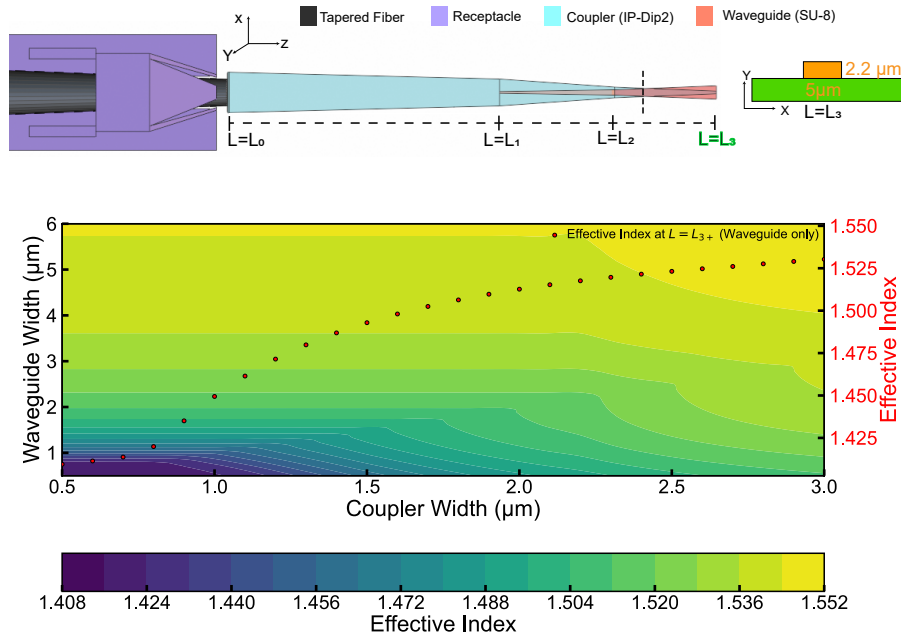 Tapered Fiber
Receptacle
Coupler (IP-Dip2)
Waveguide (SU-8)
X
Y
Z
L=L₀
L=L₁
L=L₂
L=L₃
Y
X
2.2 μm
5μm
L=L₃
Waveguide Width (μm)
6
5
4
3
2
1
Effective Index at L = L₃₊ (Waveguide only)
1.550
1.525
1.500
1.475
1.450
1.425
Effective Index
0.5 1.0 1.5 2.0 2.5 3.0
Coupler Width (μm)
1.408 1.424 1.440 1.456 1.472 1.488 1.504 1.520 1.536 1.552
Effective Index